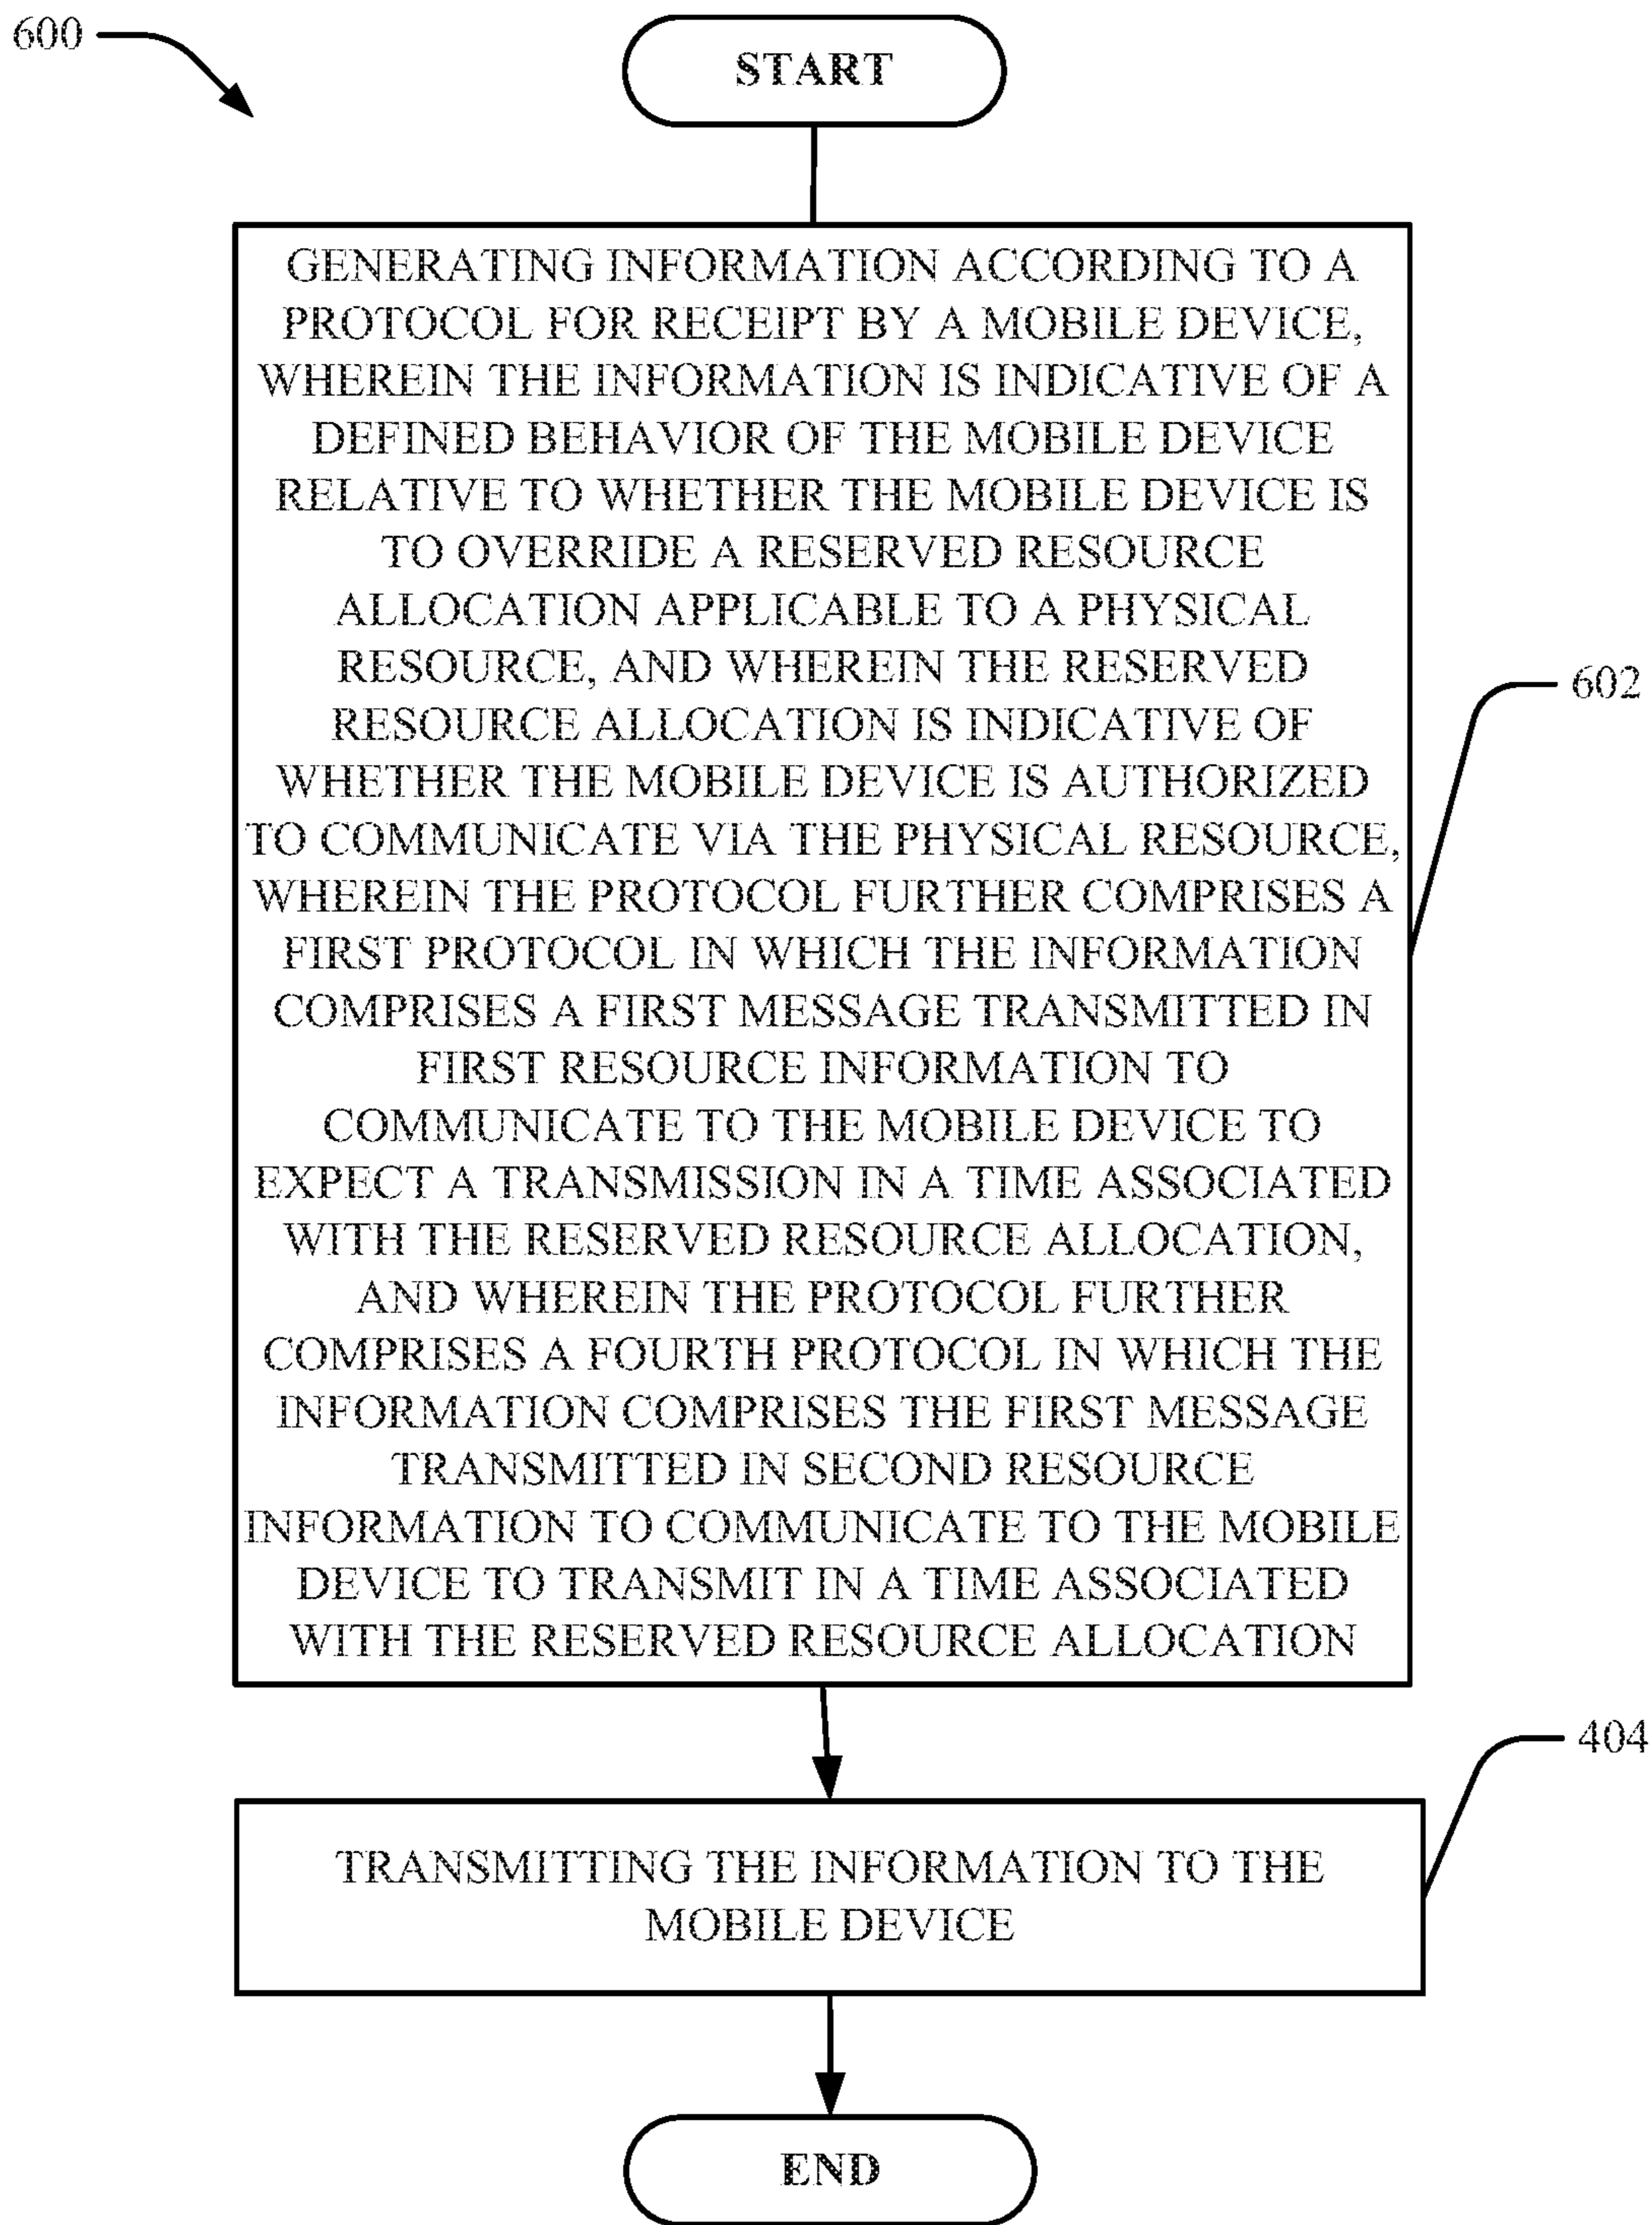 600
START
GENERATING INFORMATION ACCORDING TO A
PROTOCOL FOR RECEIPT BY A MOBILE DEVICE,
WHEREIN THE INFORMATION IS INDICATIVE OF A
DEFINED BEHAVIOR OF THE MOBILE DEVICE
RELATIVE TO WHETHER THE MOBILE DEVICE IS
TO OVERRIDE A RESERVED RESOURCE
ALLOCATION APPLICABLE TO A PHYSICAL
RESOURCE, AND WHEREIN THE RESERVED
RESOURCE ALLOCATION IS INDICATIVE OF
WHETHER THE MOBILE DEVICE IS AUTHORIZED
TO COMMUNICATE VIA THE PHYSICAL RESOURCE,
WHEREIN THE PROTOCOL FURTHER COMPRISES A
FIRST PROTOCOL IN WHICH THE INFORMATION
COMPRISES A FIRST MESSAGE TRANSMITTED IN
FIRST RESOURCE INFORMATION TO
COMMUNICATE TO THE MOBILE DEVICE TO
EXPECT A TRANSMISSION IN A TIME ASSOCIATED
WITH THE RESERVED RESOURCE ALLOCATION,
AND WHEREIN THE PROTOCOL FURTHER
COMPRISES A FOURTH PROTOCOL IN WHICH THE
INFORMATION COMPRISES THE FIRST MESSAGE
TRANSMITTED IN SECOND RESOURCE
INFORMATION TO COMMUNICATE TO THE MOBILE
DEVICE TO TRANSMIT IN A TIME ASSOCIATED
WITH THE RESERVED RESOURCE ALLOCATION
602
TRANSMITTING THE INFORMATION TO THE
MOBILE DEVICE
404
END